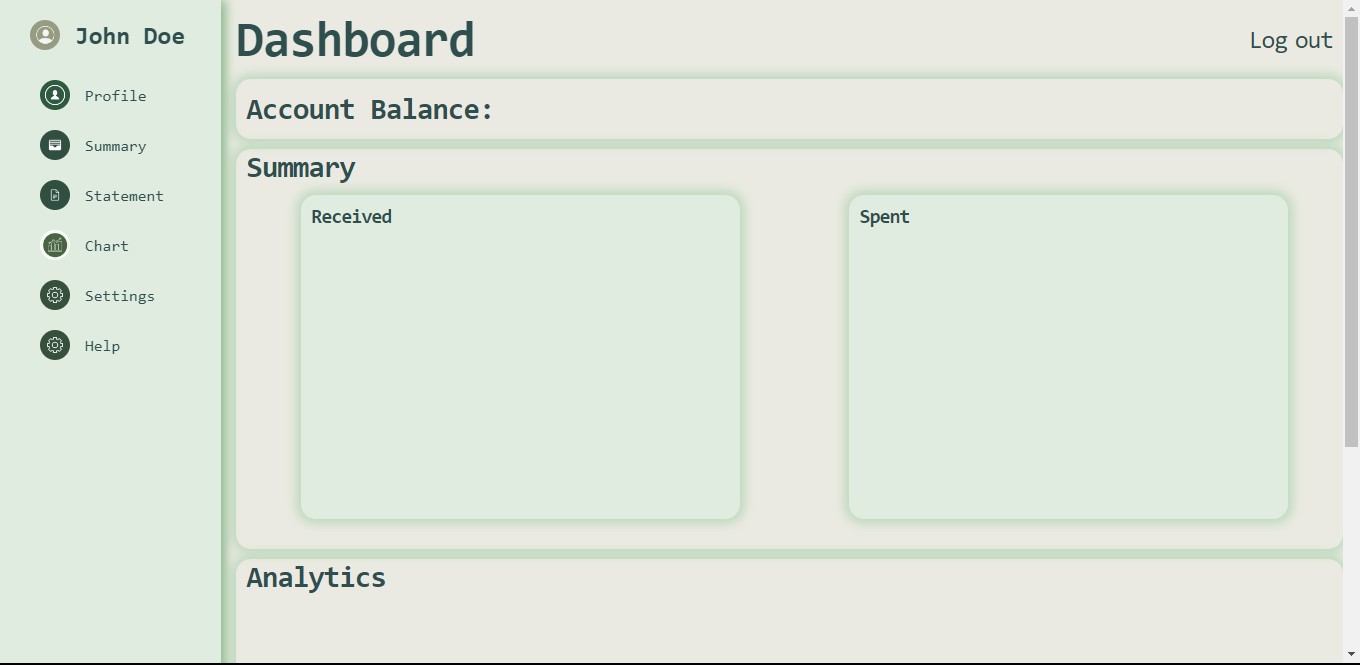 John Doe
Profile
Summary
Statement
Chart
Settings
Help
Dashboard
Log out
Account Balance:
Summary
Received
Spent
Analytics